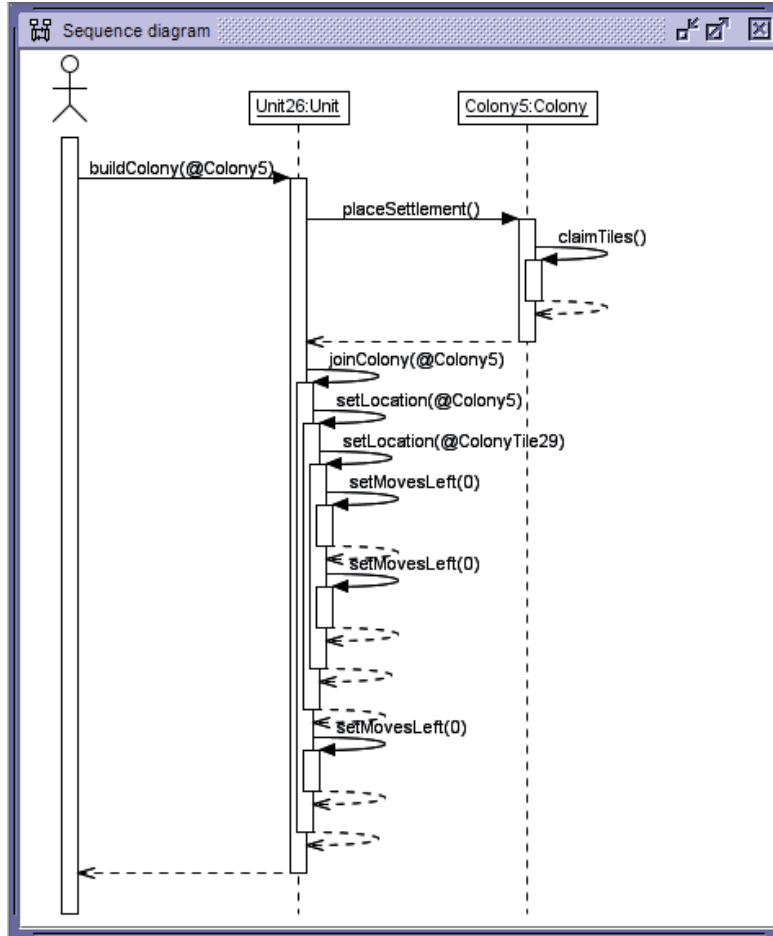 Sequence diagram
Unit26:Unit
Colony5:Colony
buildColony(@Colony5)
placeSettlement()
claimTiles()
joinColony(@Colony5)
setLocation(@Colony5)
setLocation(@ColonyTile29)
setMovesLeft(0)
setMovesLeft(0)
setMovesLeft(0)